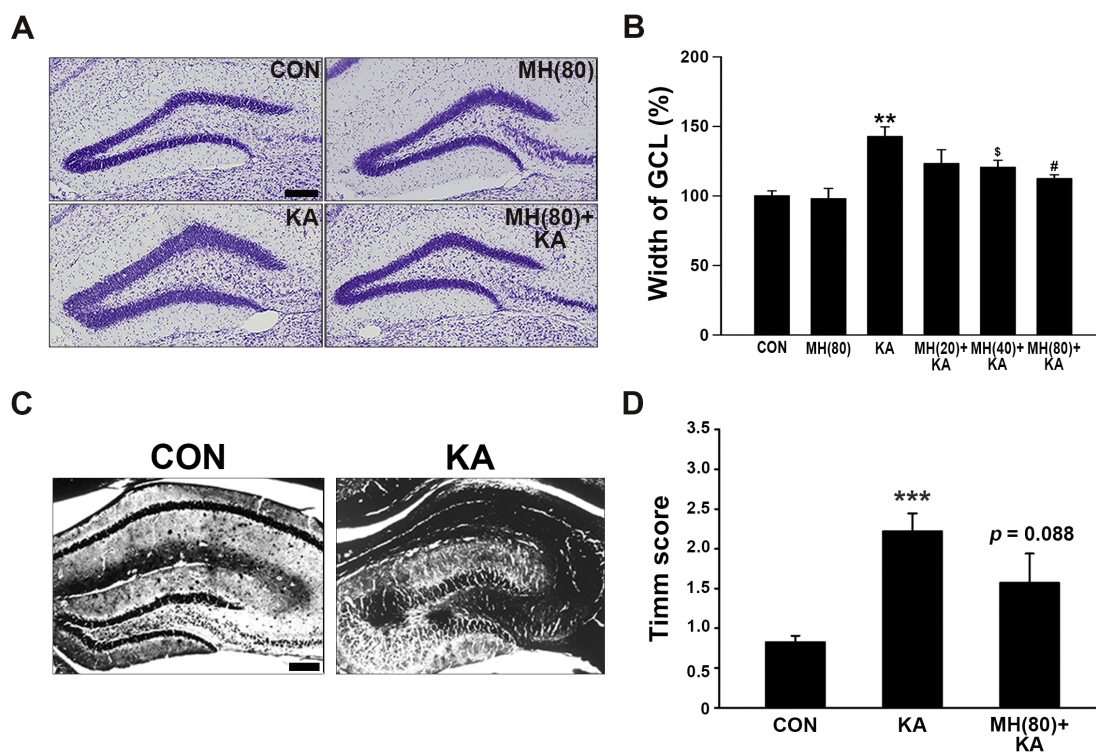 A
CON
MH(80)
KA
MH(80)+
KA
B
Width of GCL (%)
200
150
100
50
0
**
$
#
CON
MH(80)
KA
MH(20)+
KA
MH(40)+
KA
MH(80)+
KA
C
CON
KA
D
Timm score
3.5
3.0
2.5
2.0
1.5
1.0
0.5
0
***
p = 0.088
CON
KA
MH(80)+
KA